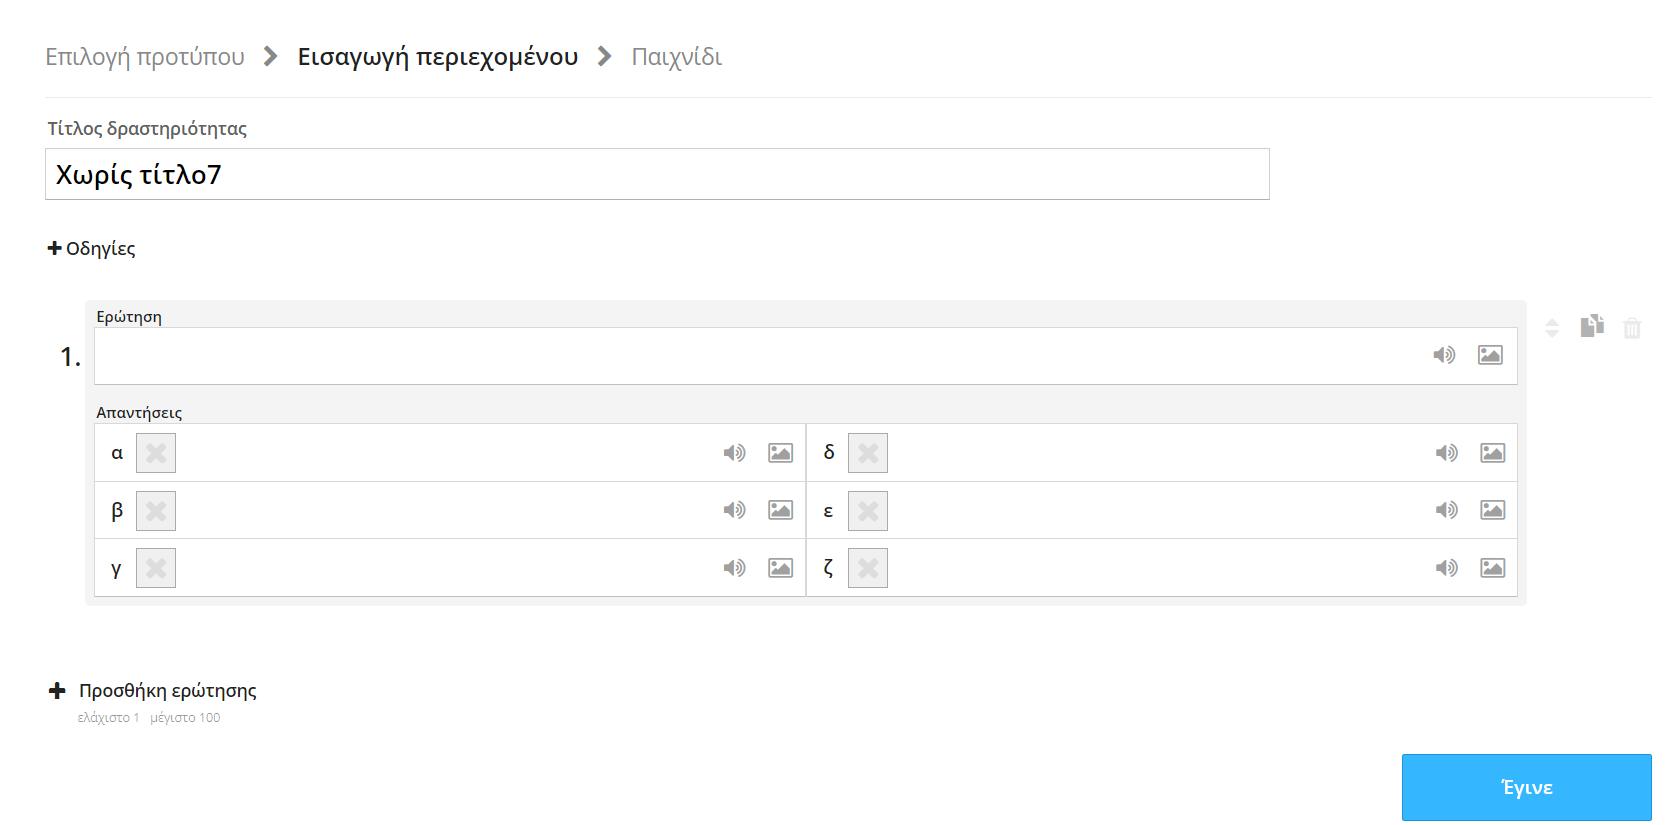 Επιλογή προτύπου Εισαγωγή περιεχομένου Παιχνίδι
Τίτλος δραστηριότητας
Χωρίς τίτλο7
Οδηγίες
Ερώτηση
1.
Απαντήσεις
α δ
β ε
γ ζ
Προσθήκη ερώτησης
ελάχιστο 1 μέγιστο 100
Έγινε